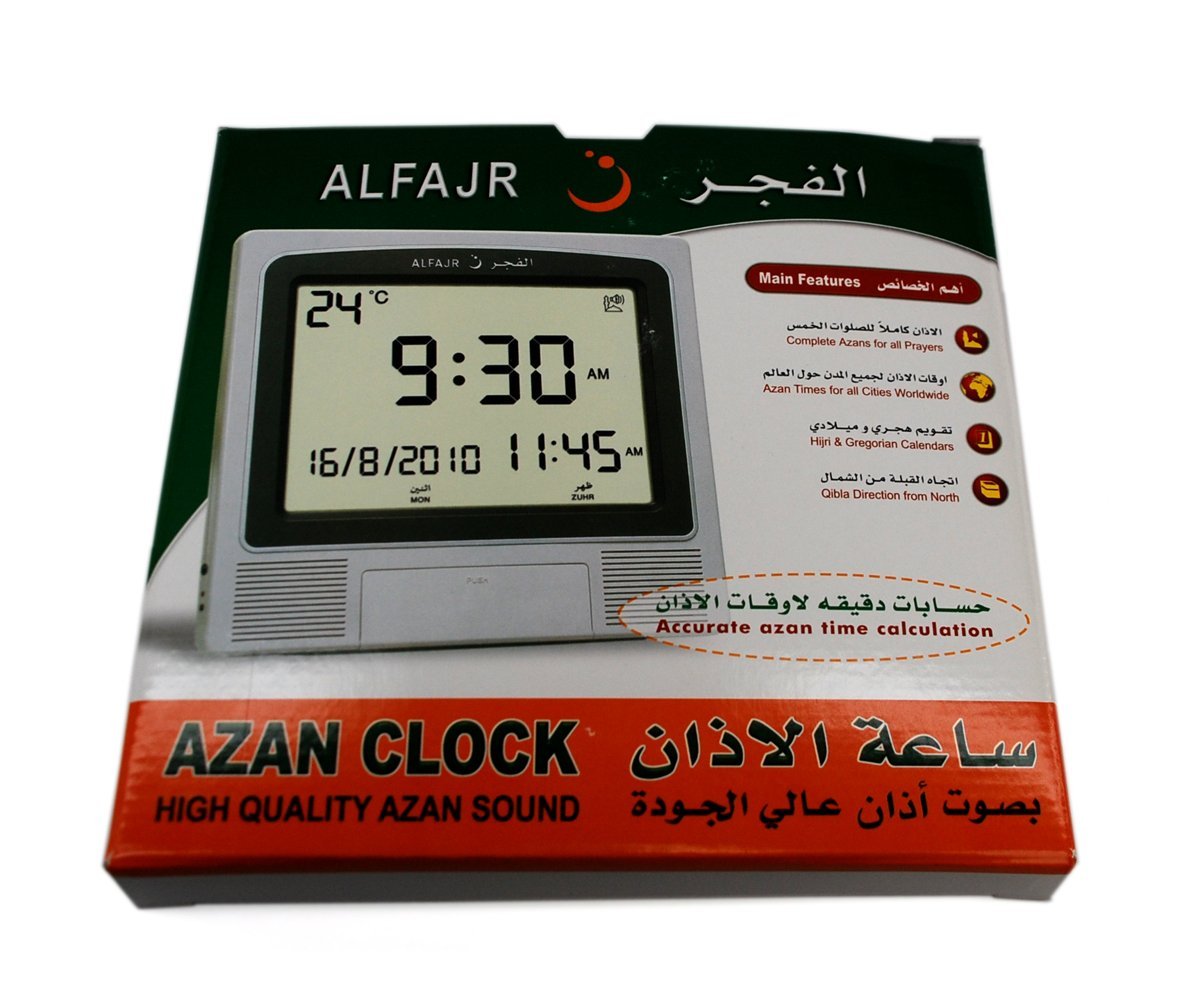 ALFAJR الفجر
ALFAJR الفجر
24 °C
9:30 AM
16/8/2010 11:45 AM
اثنين ظهر
MON ZUHR
PUSH
Main Features أهم الخصائص
الاذان كاملاً للصلوات الخمس
Complete Azans for all Prayers
اوقات الاذان لجميع المدن حول العالم
Azan Times for all Cities Worldwide
تقويم هجري و ميلادي
Hijri & Gregorian Calendars
اتجاه القبلة من الشمال
Qibla Direction from North
حسابات دقيقه لاوقات الاذان
Accurate azan time calculation
AZAN CLOCK ساعة الاذان
HIGH QUALITY AZAN SOUND بصوت أذان عالي الجودة